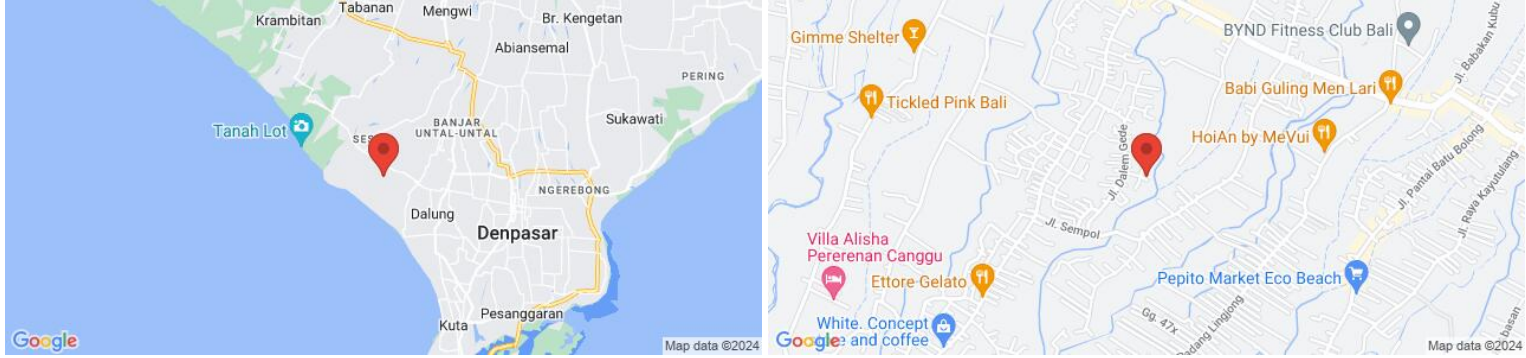 Tabanan
Krambitan
Mengwi
Br. Kengetan
Abiansemal
PERING
Sukawati
Tanah Lot
BANJAR
UNTAL-UNTAL
NGEREBONG
Dalung
Denpasar
Pesanggaran
Kuta
Google
Map data ©2024
Gimme Shelter
BYND Fitness Club Bali
Jl. Babakan Kubu
Tickled Pink Bali
Babi Guling Men Lari
HoiAn by MeVui
Jl. Dalem Gede
Jl. Pantai Batu Bolong
Jl. Raya Kayutulang
Jl. Sempol
Villa Alisha
Pererenan Canggu
Ettore Gelato
Pepito Market Eco Beach
White. Concept
and coffee
Gg. 47x
Padang Linjong
Google
Map data ©2024